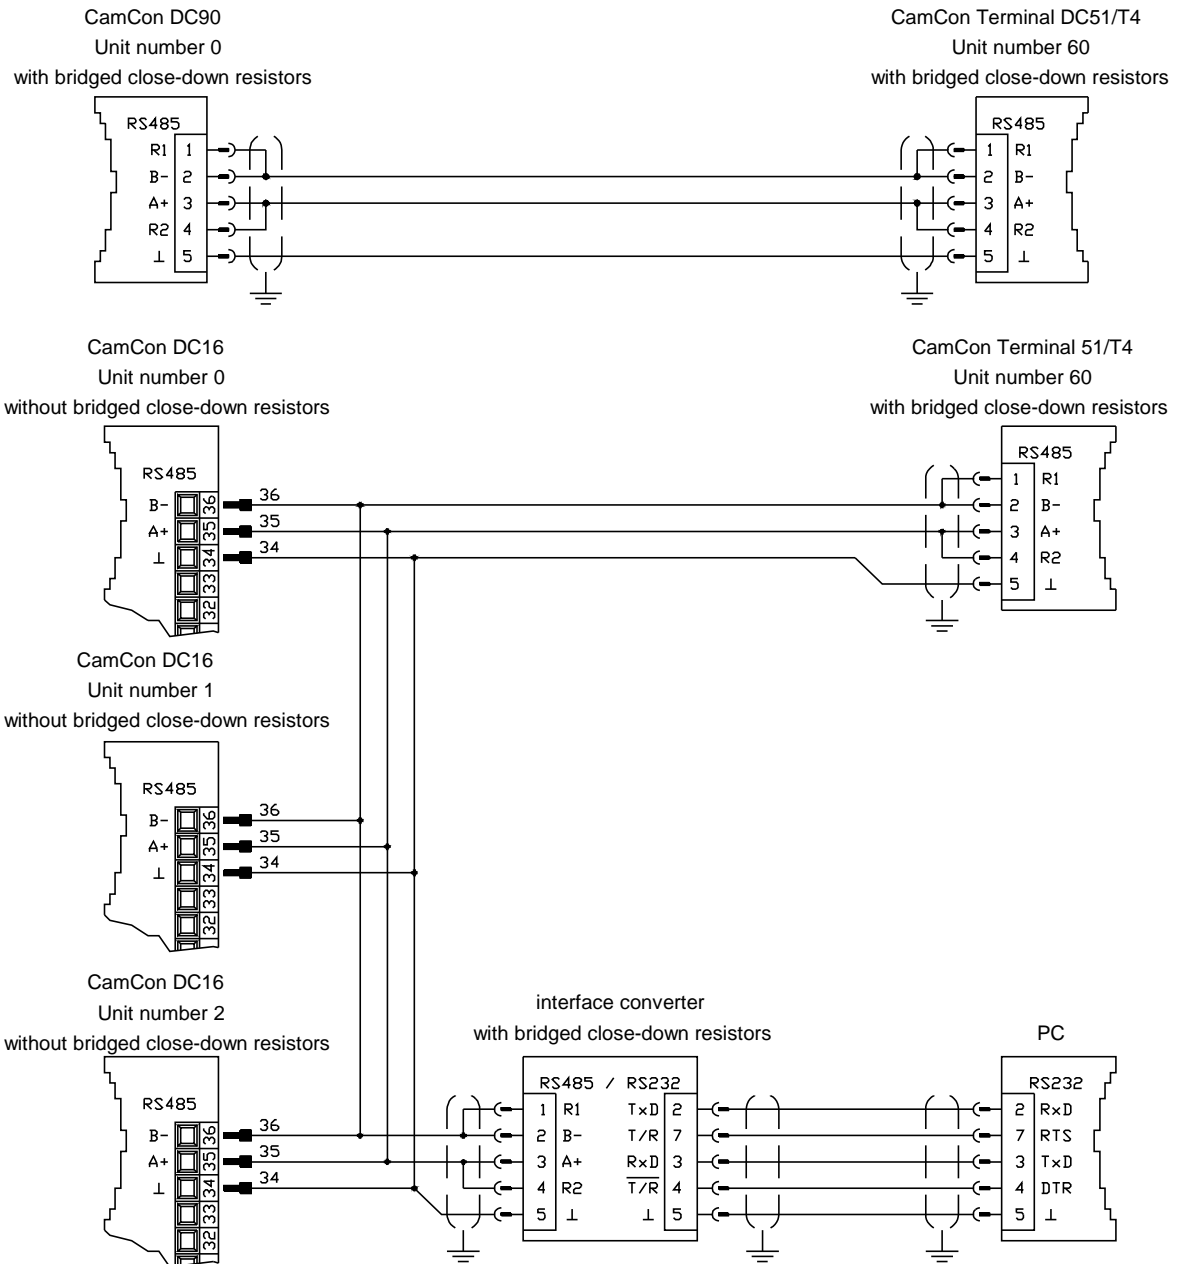 CamCon DC90
Unit number 0
with bridged close-down resistors
RS485
R1 1
B- 2
A+ 3
R2 4
⊥ 5
CamCon Terminal DC51/T4
Unit number 60
with bridged close-down resistors
RS485
1 R1
2 B-
3 A+
4 R2
5 ⊥
CamCon DC16
Unit number 0
without bridged close-down resistors
RS485
B- 36 36
A+ 35 35
⊥ 34 34
33
32
CamCon Terminal 51/T4
Unit number 60
with bridged close-down resistors
RS485
1 R1
2 B-
3 A+
4 R2
5 ⊥
CamCon DC16
Unit number 1
without bridged close-down resistors
RS485
B- 36 36
A+ 35 35
⊥ 34 34
33
32
CamCon DC16
Unit number 2
without bridged close-down resistors
RS485
B- 36 36
A+ 35 35
⊥ 34 34
33
32
interface converter
with bridged close-down resistors
RS485 / RS232
1 R1 TxD 2
2 B- T/R 7
3 A+ RxD 3
4 R2 T/R 4
5 ⊥ ⊥ 5
PC
RS232
2 RxD
7 RTS
3 TxD
4 DTR
5 ⊥